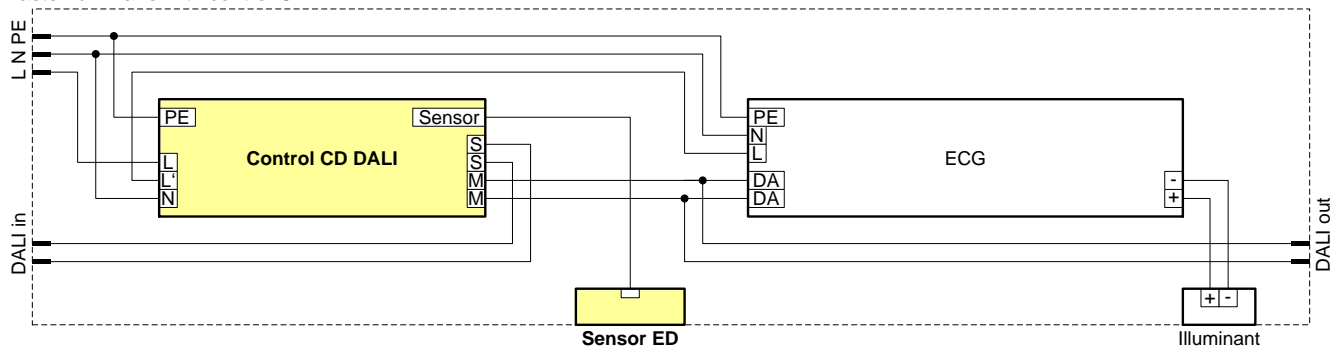 L N PE
PE
Sensor
PE
N
L
S
S
Control CD DALI
ECG
L
L'
N
M
M
DA
DA
-
+
DALI in
DALI out
+ -
Sensor ED
Illuminant